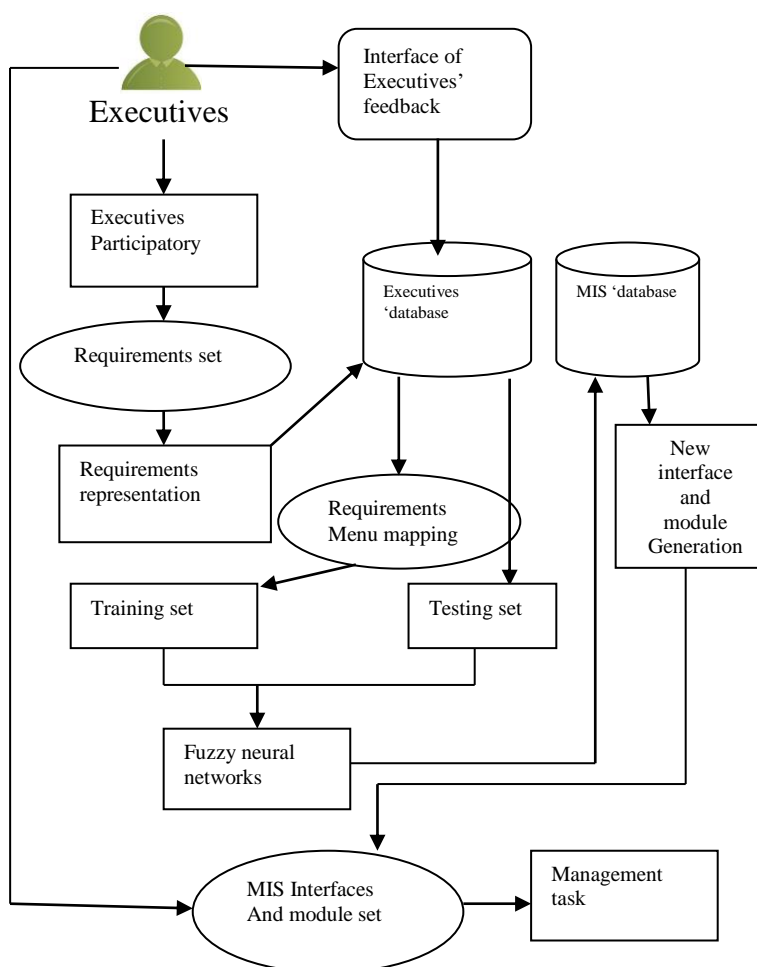 Executives
Interface of
Executives’
feedback
Executives
Participatory
Executives
‘database
MIS ‘database
Requirements set
Requirements
representation
New
interface
and
module
Generation
Requirements
Menu mapping
Training set
Testing set
Fuzzy neural
networks
MIS Interfaces
And module set
Management
task